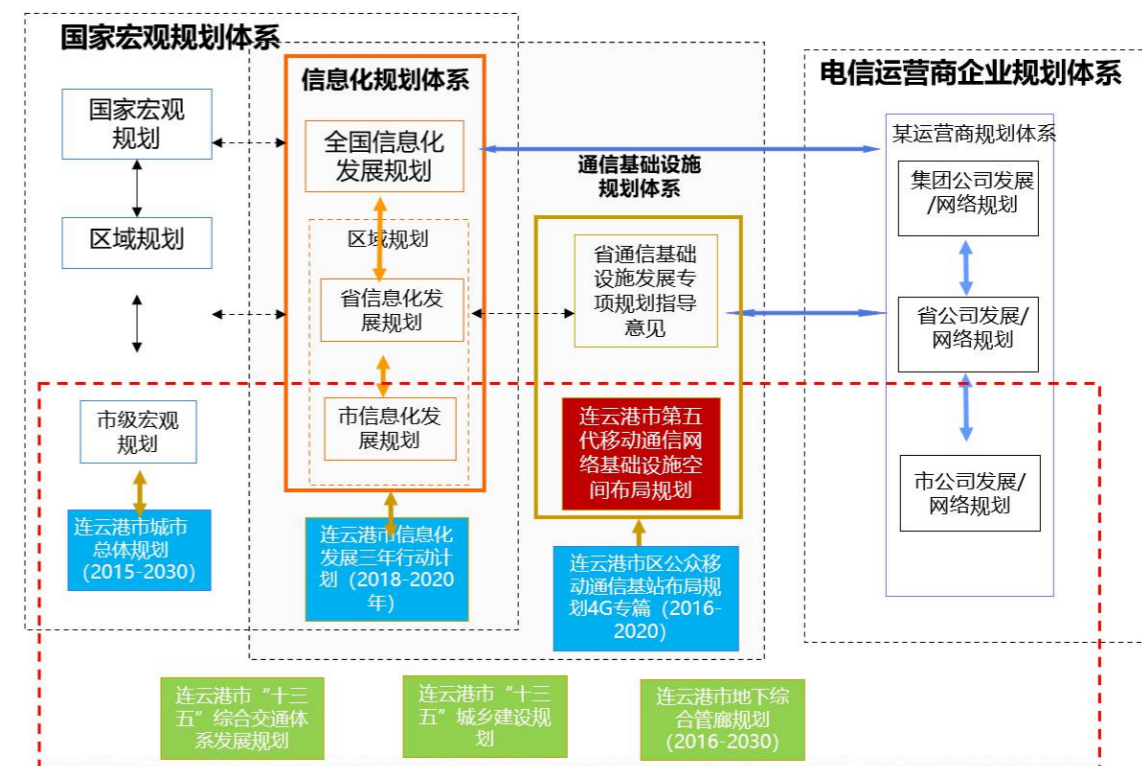 国家宏观规划体系
国家宏观
规划
区域规划
市级宏观
规划
连云港市城市
总体规划
(2015-2030)
信息化规划体系
全国信息化
发展规划
区域规划
省信息化发
展规划
市信息化发
展规划
连云港市信息化
发展三年行动计
划（2018-2020
年）
通信基础设施
规划体系
省通信基础
设施发展专
项规划指导
意见
连云港市第五
代移动通信网
络基础设施空
间布局规划
连云港市区公众移
动通信基站布局规
划4G专篇（2016-
2020）
电信运营商企业规划体系
某运营商规划体系
集团公司发展
/网络规划
省公司发展/
网络规划
市公司发展/
网络规划
连云港市“十三
五”综合交通体
系发展规划
连云港市“十三
五”城乡建设规
划
连云港市地下综
合管廊规划
(2016-2030)